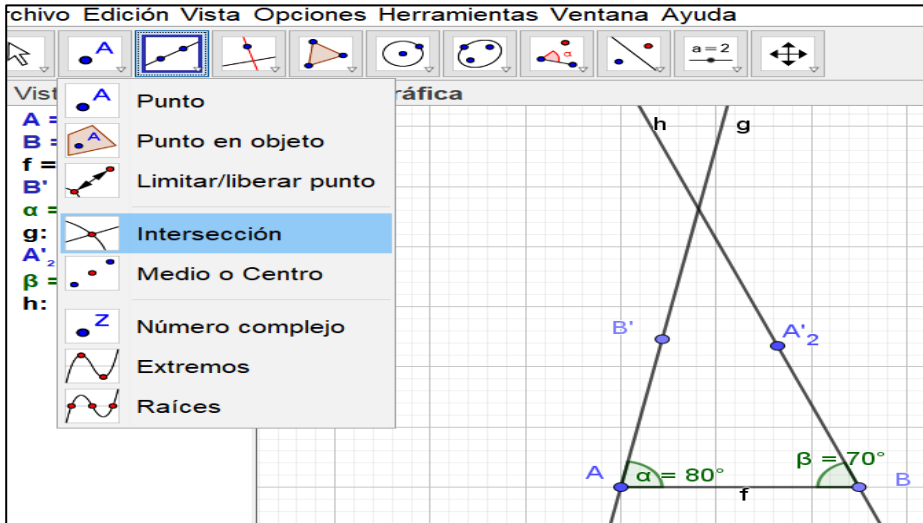 rchivo Edición Vista Opciones Herramientas Ventana Ayuda
A
α
a=2
Vist
ráfica
A =
B =
f =
B'
α =
g:
A'₂
β =
h:
A
Punto
A
Punto en objeto
Limitar/liberar punto
Intersección
Medio o Centro
Z
Número complejo
Extremos
Raíces
h
g
B'
A'₂
A
α = 80°
f
β = 70°
B